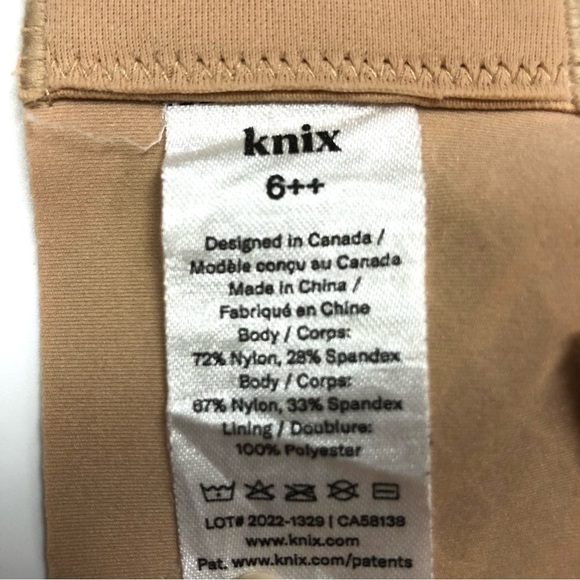 knix
6++
Designed in Canada /
Modèle conçu au Canada
Made in China /
Fabriqué en Chine
Body / Corps:
72% Nylon, 28% Spandex
Body / Corps:
67% Nylon, 33% Spandex
Lining / Doublure:
100% Polyester
LOT# 2022-1329 | CA58138
www.knix.com
Pat. www.knix.com/patents